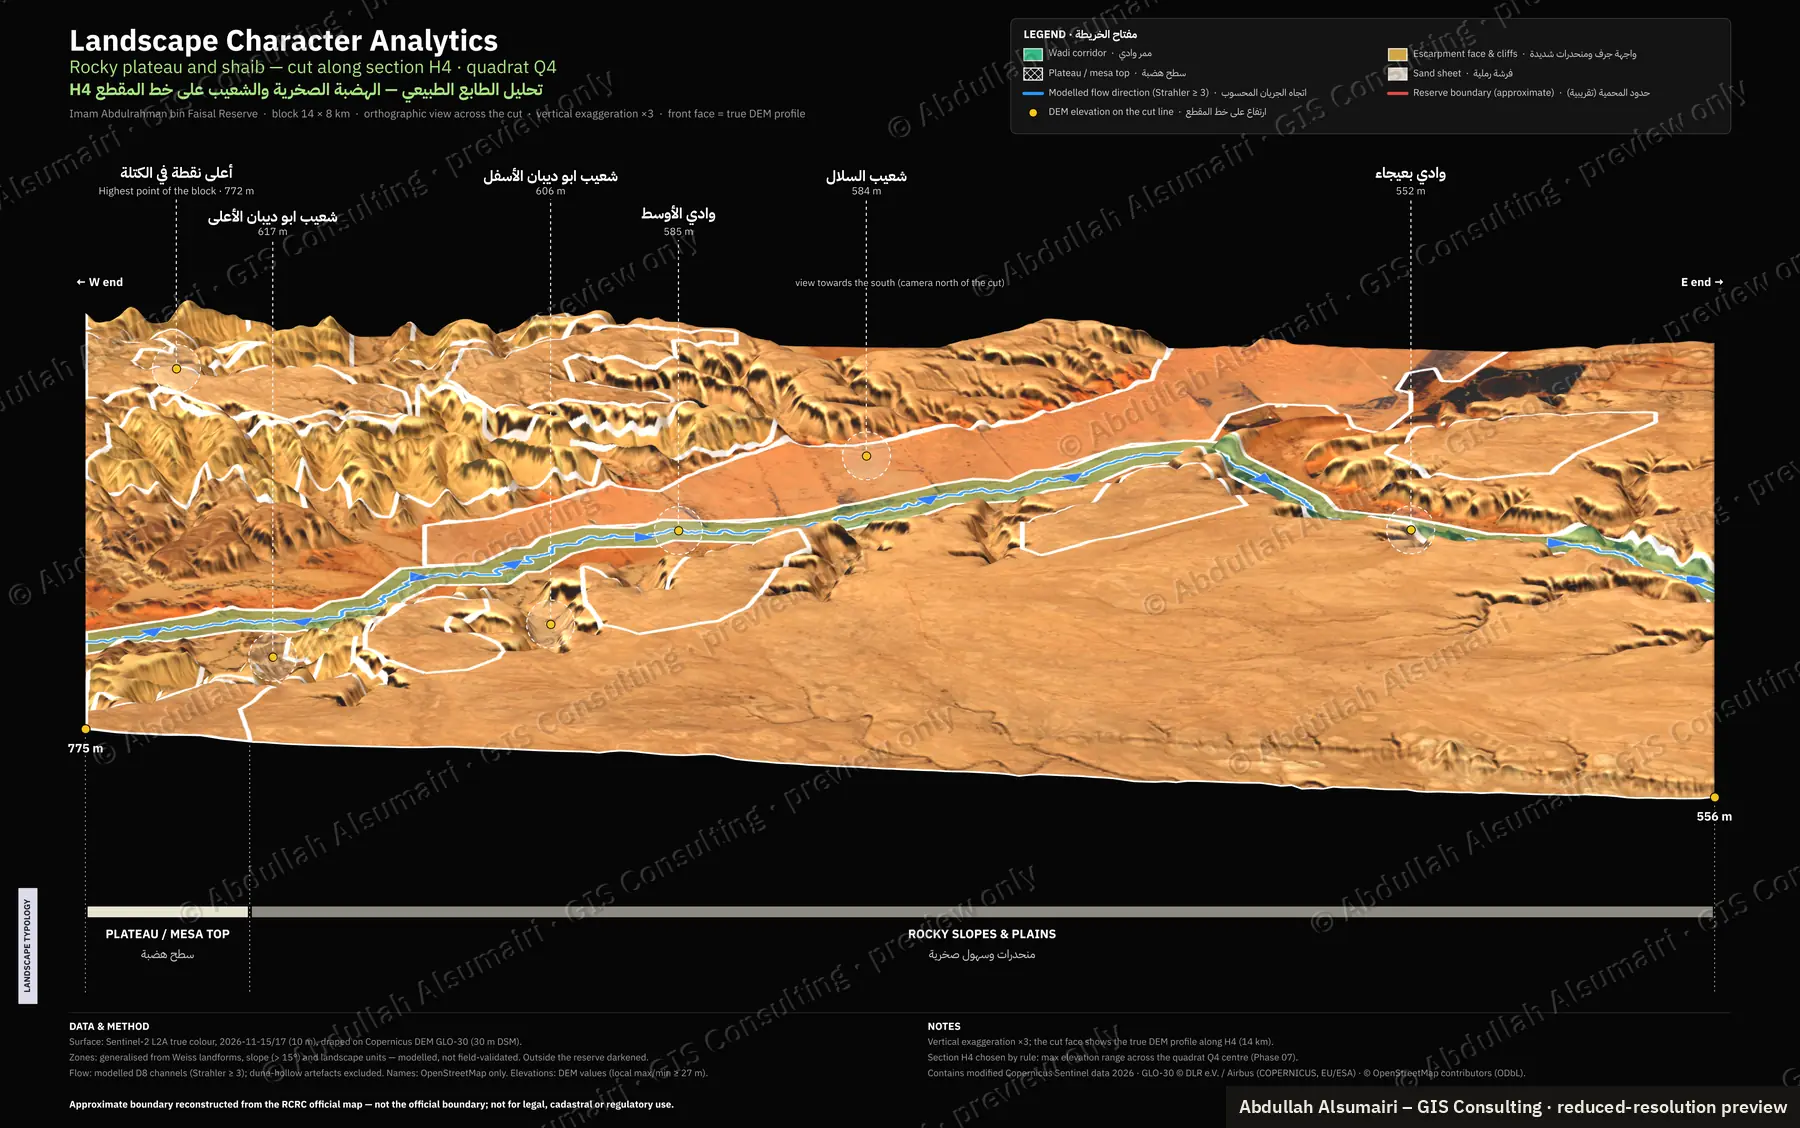 Landscape Character Analytics
Rocky plateau and shaib — cut along section H4 · quadrat Q4
تحليل الطابع الطبيعي — الهضبة الصخرية والشعيب على خط المقطع H4
Imam Abdulrahman bin Faisal Reserve · block 14 × 8 km · orthographic view across the cut · vertical exaggeration ×3 · front face = true DEM profile
LEGEND · مفتاح الخريطة
Wadi corridor · ممر وادي
Escarpment face & cliffs · واجهة جرف ومنحدرات شديدة
Plateau / mesa top · سطح هضبة
Sand sheet · فرشة رملية
Modelled flow direction (Strahler ≥ 3) · اتجاه الجريان المحسوب
Reserve boundary (approximate) · حدود المحمية (تقريبية)
DEM elevation on the cut line · ارتفاع على خط المقطع
أعلى نقطة في الكتلة
Highest point of the block · 772 m
شعيب ابو ديبان الأعلى
617 m
شعيب ابو ديبان الأسفل
606 m
وادي الأوسط
585 m
شعيب السلال
584 m
وادي بعيجاء
552 m
← W end
view towards the south (camera north of the cut)
E end →
775 m
556 m
LANDSCAPE TYPOLOGY
PLATEAU / MESA TOP
سطح هضبة
ROCKY SLOPES & PLAINS
منحدرات وسهول صخرية
DATA & METHOD
Surface: Sentinel-2 L2A true colour, 2026-11-15/17 (10 m), draped on Copernicus DEM GLO-30 (30 m DSM).
Zones: generalised from Weiss landforms, slope (> 15°) and landscape units — modelled, not field-validated. Outside the reserve darkened.
Flow: modelled D8 channels (Strahler ≥ 3); dune-hollow artefacts excluded. Names: OpenStreetMap only. Elevations: DEM values (local max/min ≥ 27 m).
NOTES
Vertical exaggeration ×3; the cut face shows the true DEM profile along H4 (14 km).
Section H4 chosen by rule: max elevation range across the quadrat Q4 centre (Phase 07).
Contains modified Copernicus Sentinel data 2026 · GLO-30 © DLR e.V. / Airbus (COPERNICUS, EU/ESA) · © OpenStreetMap contributors (ODbL).
Approximate boundary reconstructed from the RCRC official map — not the official boundary; not for legal, cadastral or regulatory use.
Abdullah Alsumairi – GIS Consulting · reduced-resolution preview
© Abdullah Alsumairi · GIS Consulting · preview only